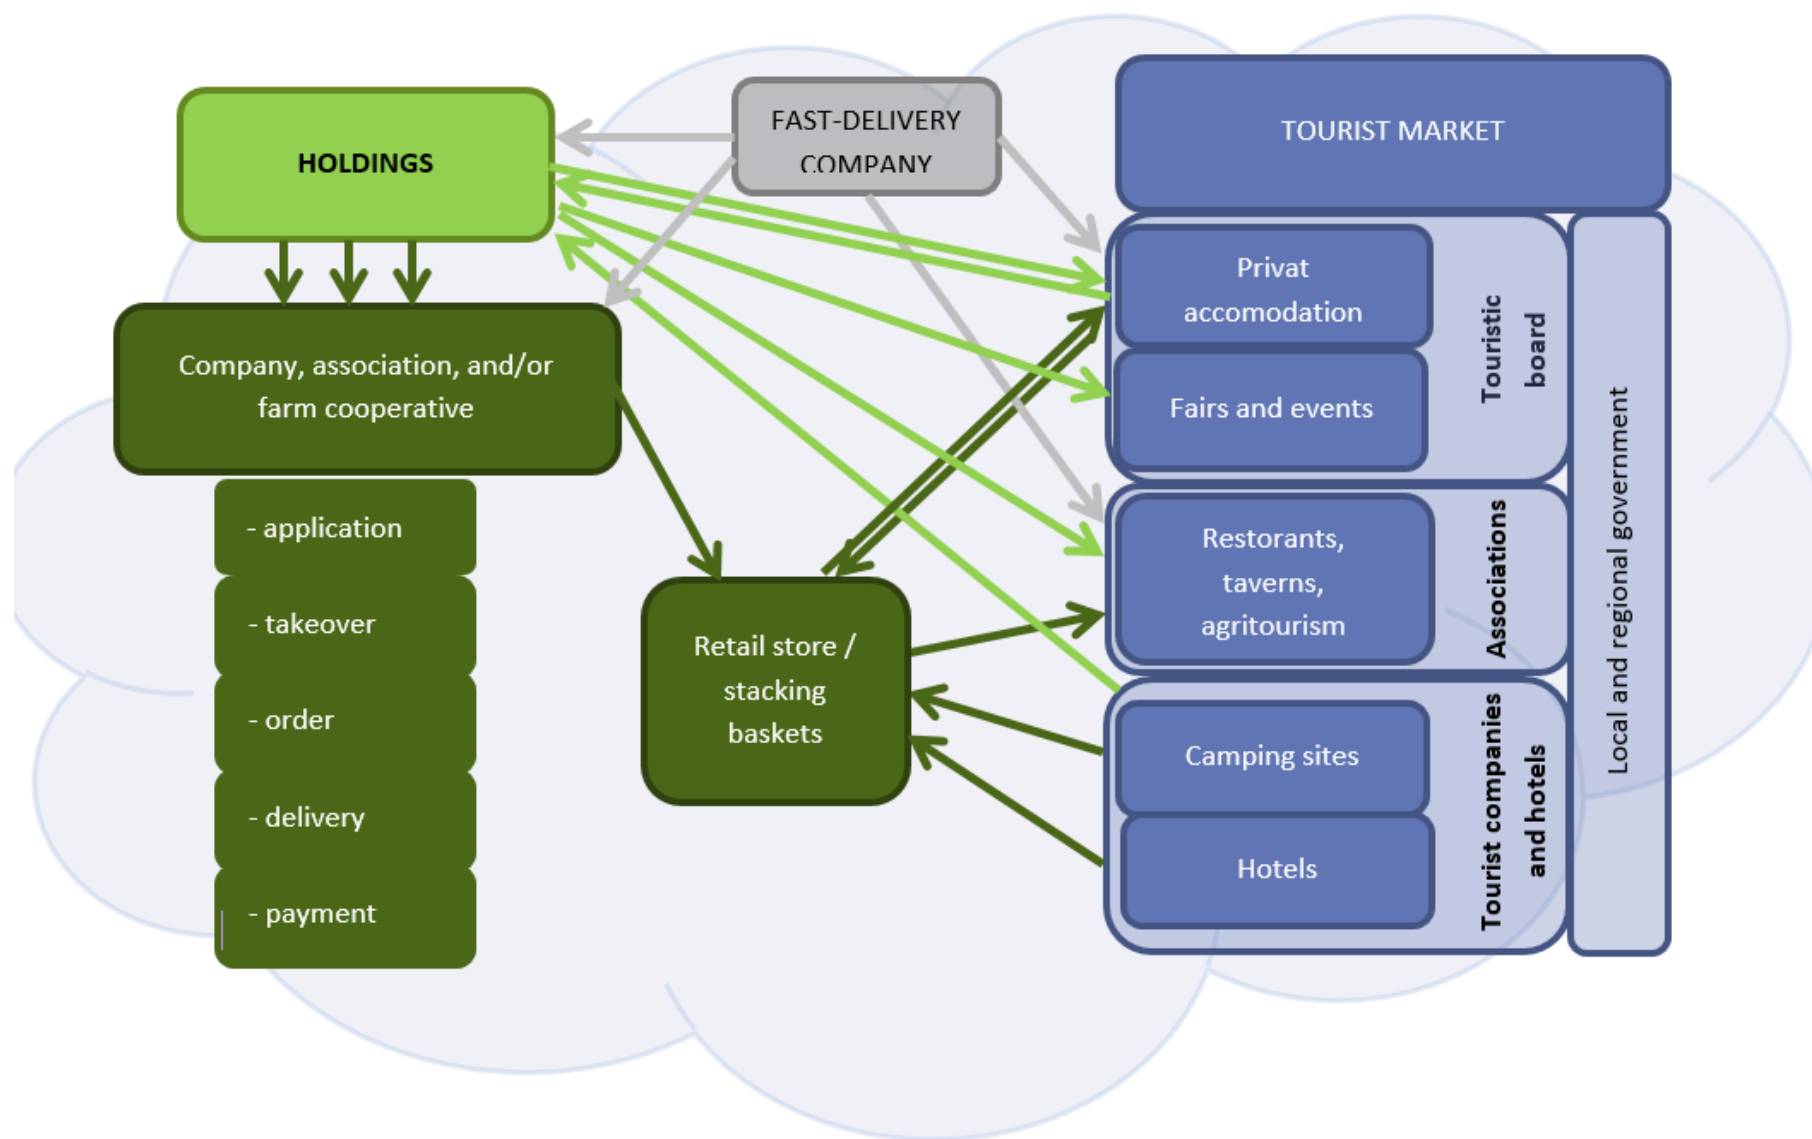 HOLDINGS
FAST-DELIVERY
COMPANY
TOURIST MARKET
Company, association, and/or
farm cooperative
- application
- takeover
- order
- delivery
- payment
Retail store /
stacking
baskets
Privat
accomodation
Fairs and events
Touristic
board
Restorants,
taverns,
agritourism
Associations
Camping sites
Hotels
Tourist companies
and hotels
Local and regional government